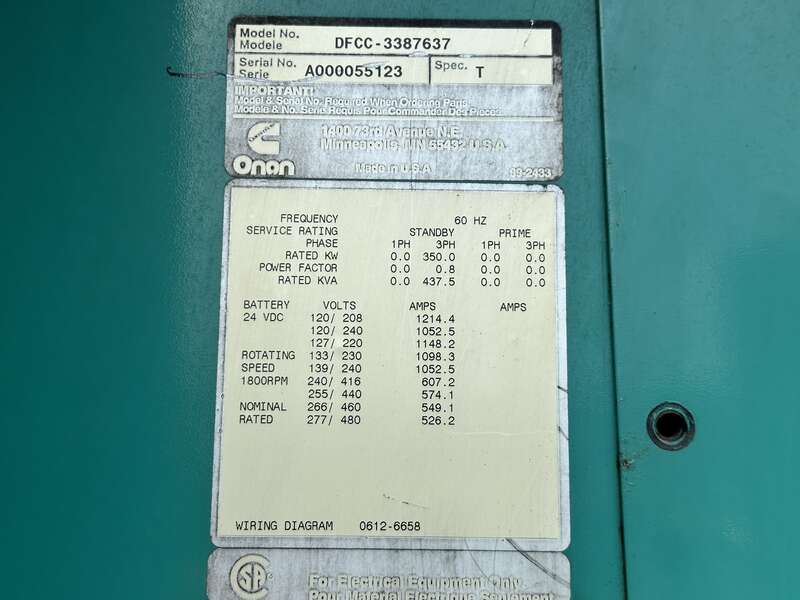 Model No.
Modele DFCC-3387637
Serial No.
Serie A000055123 Spec. T
IMPORTANT!
Model & Serial No. Required When Ordering Parts
Modele & No. Serie Requis Pour Commander Des Pieces
1400 73rd Avenue N.E.
Minneapolis, MN 55432 U.S.A.
Onan Made in U.S.A. 99-2433
FREQUENCY 60 HZ
SERVICE RATING STANDBY PRIME
PHASE 1PH 3PH 1PH 3PH
RATED KW 0.0 350.0 0.0 0.0
POWER FACTOR 0.0 0.8 0.0 0.0
RATED KVA 0.0 437.5 0.0 0.0
BATTERY VOLTS AMPS AMPS
24 VDC 120/ 208 1214.4
120/ 240 1052.5
127/ 220 1148.2
ROTATING 133/ 230 1098.3
SPEED 139/ 240 1052.5
1800RPM 240/ 416 607.2
255/ 440 574.1
NOMINAL 266/ 460 549.1
RATED 277/ 480 526.2
WIRING DIAGRAM 0612-6658
For Electrical Equipment Only
Pour Material Electrique Seulement